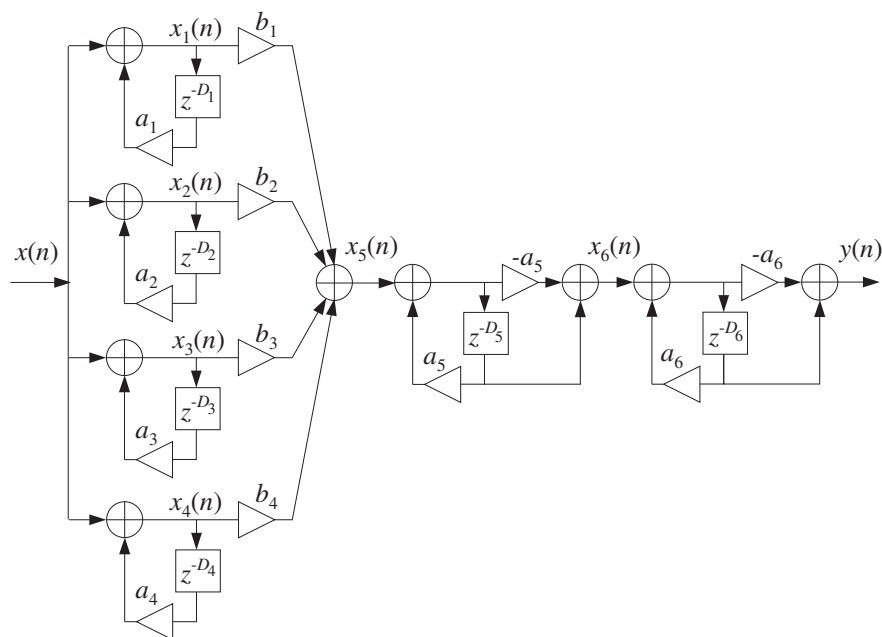 x₁(n) b₁
z^{-D₁}
a₁
x₂(n) b₂
z^{-D₂}
a₂
x(n)
x₃(n) b₃
z^{-D₃}
a₃
x₄(n) b₄
z^{-D₄}
a₄
x₅(n) -a₅ x₆(n) -a₆ y(n)
z^{-D₅} z^{-D₆}
a₅ a₆